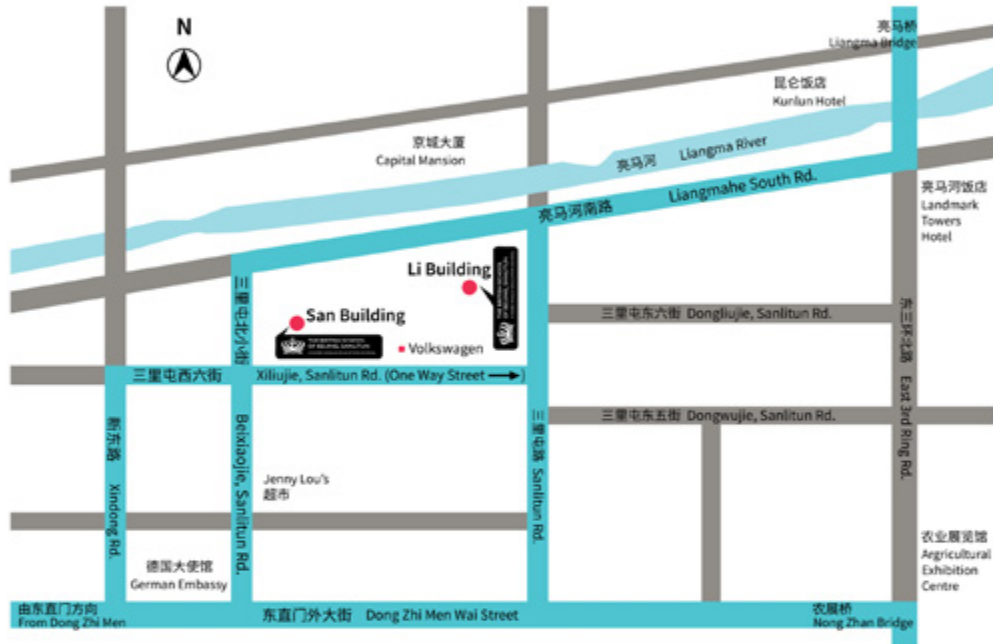 N
亮马桥
Liangma Bridge
昆仑饭店
Kunlun Hotel
京城大厦
Capital Mansion
亮马河 Liangma River
亮马河南路 Liangmahe South Rd.
亮马河饭店
Landmark
Towers
Hotel
Li Building
San Building
Volkswagen
三里屯北小街
Beixiaojie, Sanlitun Rd.
三里屯东六街 Dongliujie, Sanlitun Rd.
东三环北路 East 3rd Ring Rd.
三里屯西六街 Xiliujie, Sanlitun Rd. (One Way Street → )
三里屯东五街 Dongwujie, Sanlitun Rd.
新东路 Xindong Rd.
三里屯路 Sanlitun Rd.
Jenny Lou's
超市
德国大使馆
German Embassy
农业展览馆
Argricultural
Exhibition
Centre
由东直门方向
From Dong Zhi Men
东直门外大街 Dong Zhi Men Wai Street
农展桥
Nong Zhan Bridge